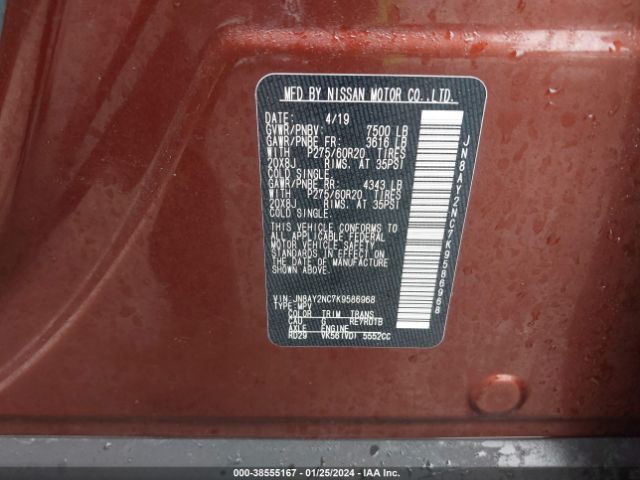 MFD BY NISSAN MOTOR CO.,LTD.
DATE: 4/19
GVWR/PNBV: 7500 LB
GAWR/PNBE FR: 3616 LB
WITH P275/60R20 TIRES
20X8J RIMS. AT 35PSI
COLD SINGLE.
GAWR/PNBE RR: 4343 LB
WITH P275/60R20 TIRES
20X8J RIMS. AT 35PSI
COLD SINGLE.
THIS VEHICLE CONFORMS TO
ALL APPLICABLE FEDERAL
MOTOR VEHICLE SAFETY
STANDARDS IN EFFECT ON
THE DATE OF MANUFACTURE
SHOWN ABOVE.
VIN: JN8AY2NC7K9586968
TYPE: MPV
COLOR TRIM TRANS
CAU G RE7R01B
AXLE ENGINE
RD29 VK56(VD) 5552CC
JN8AY2NC7K9586968
000-38555167 - 01/25/2024 - IAA Inc.